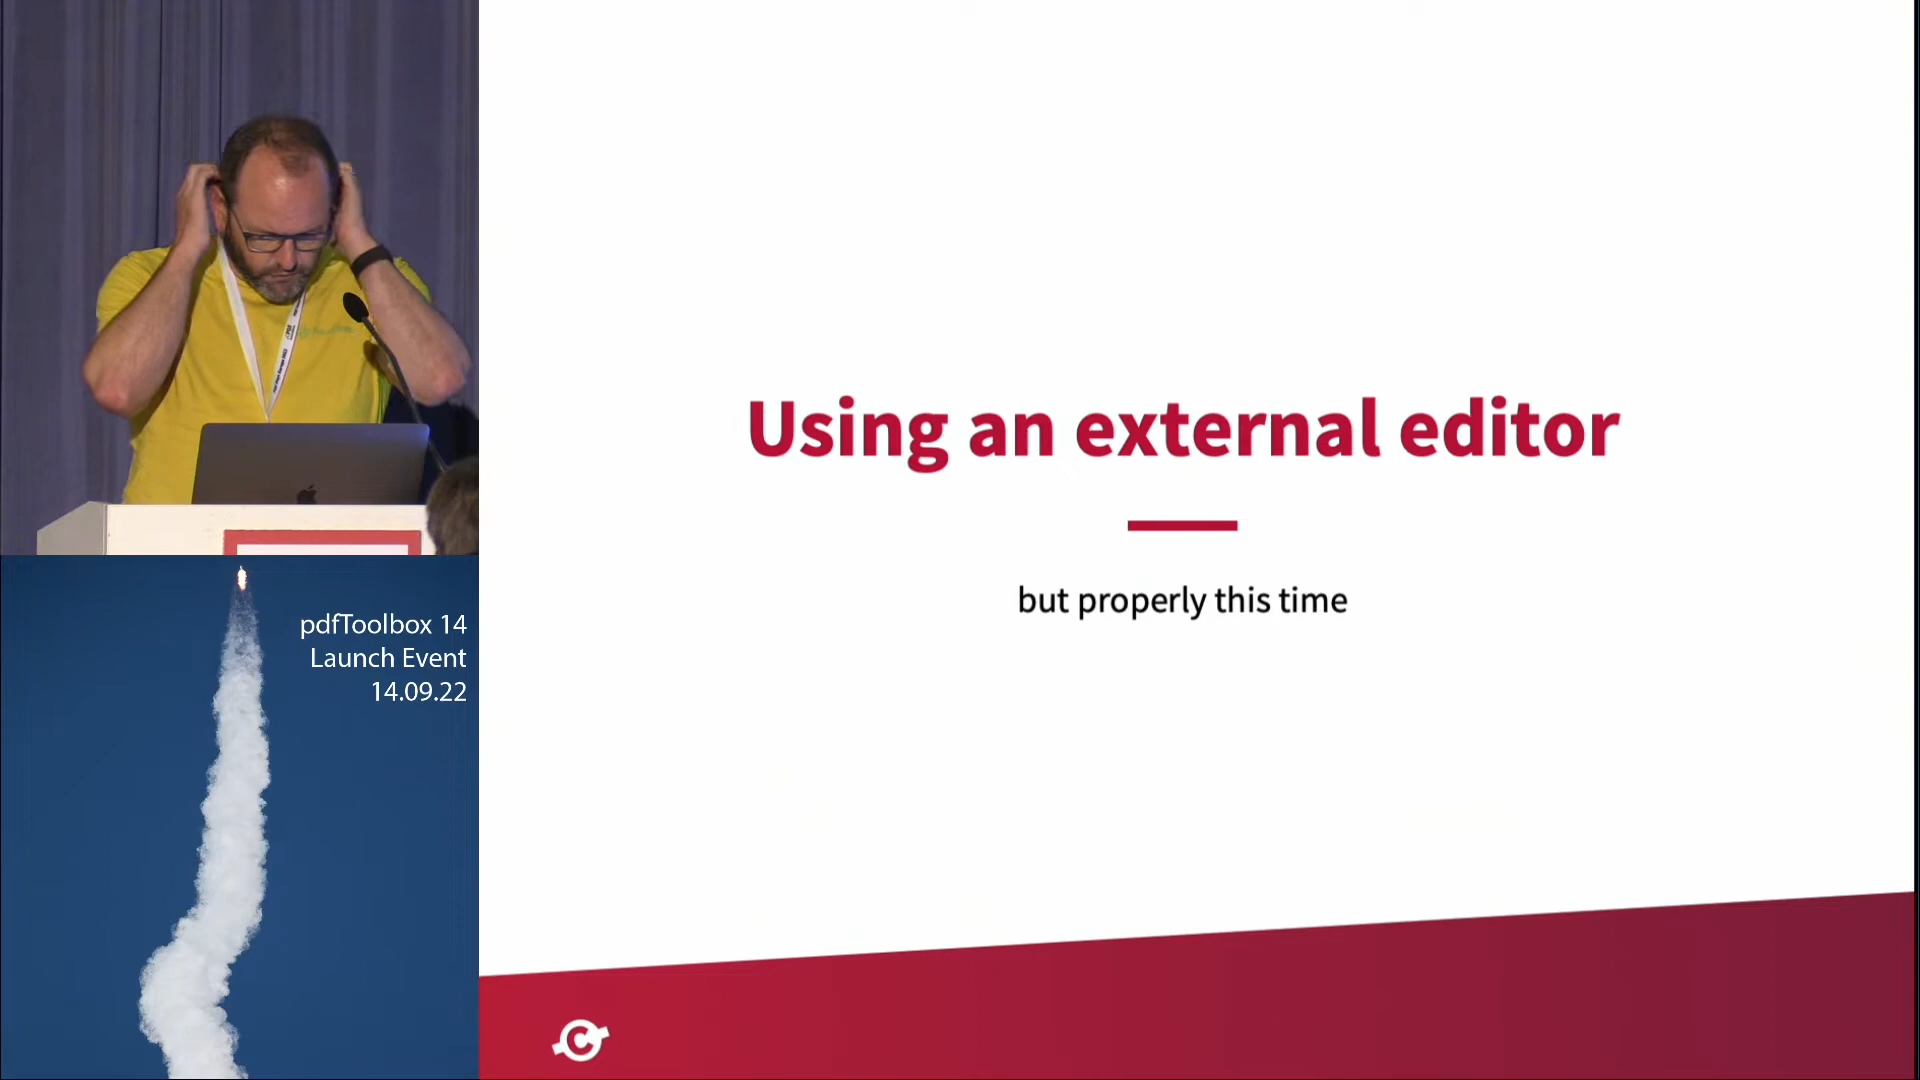 Using an external editor
but properly this time
pdfToolbox 14
Launch Event
14.09.22